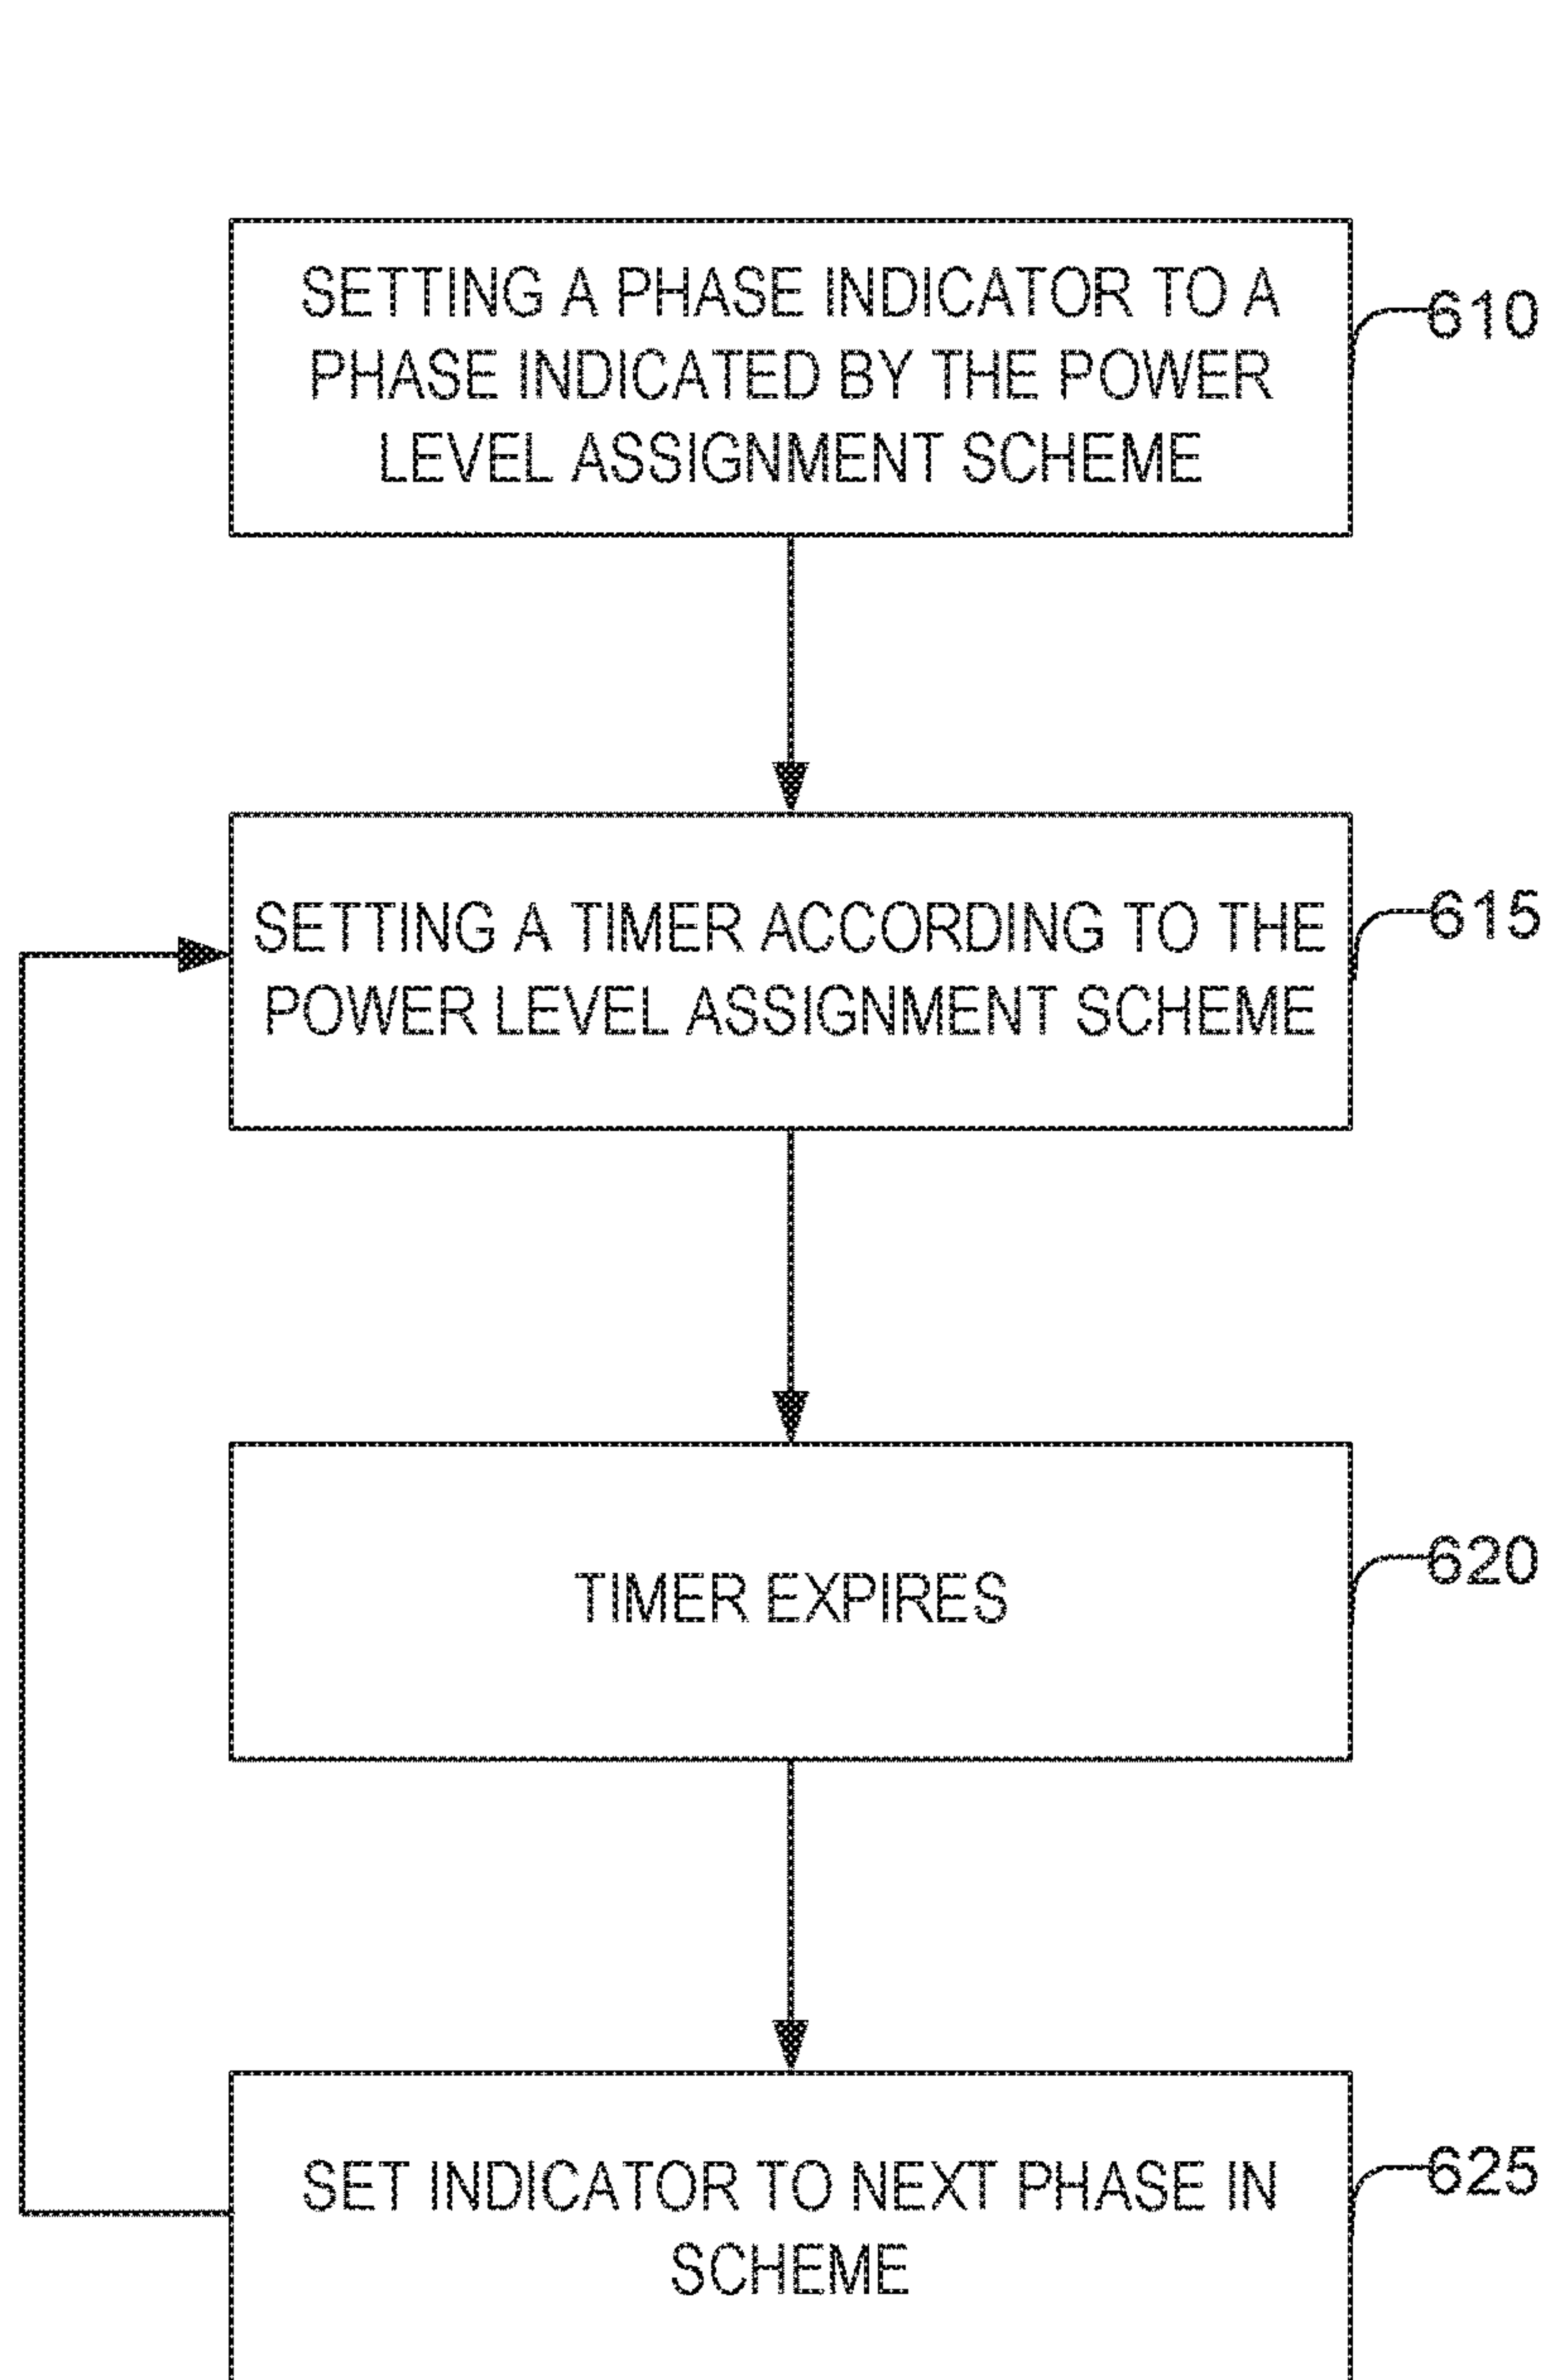 SETTING A PHASE INDICATOR TO A
PHASE INDICATED BY THE POWER
LEVEL ASSIGNMENT SCHEME
610
SETTING A TIMER ACCORDING TO THE
POWER LEVEL ASSIGNMENT SCHEME
615
TIMER EXPIRES
620
SET INDICATOR TO NEXT PHASE IN
SCHEME
625